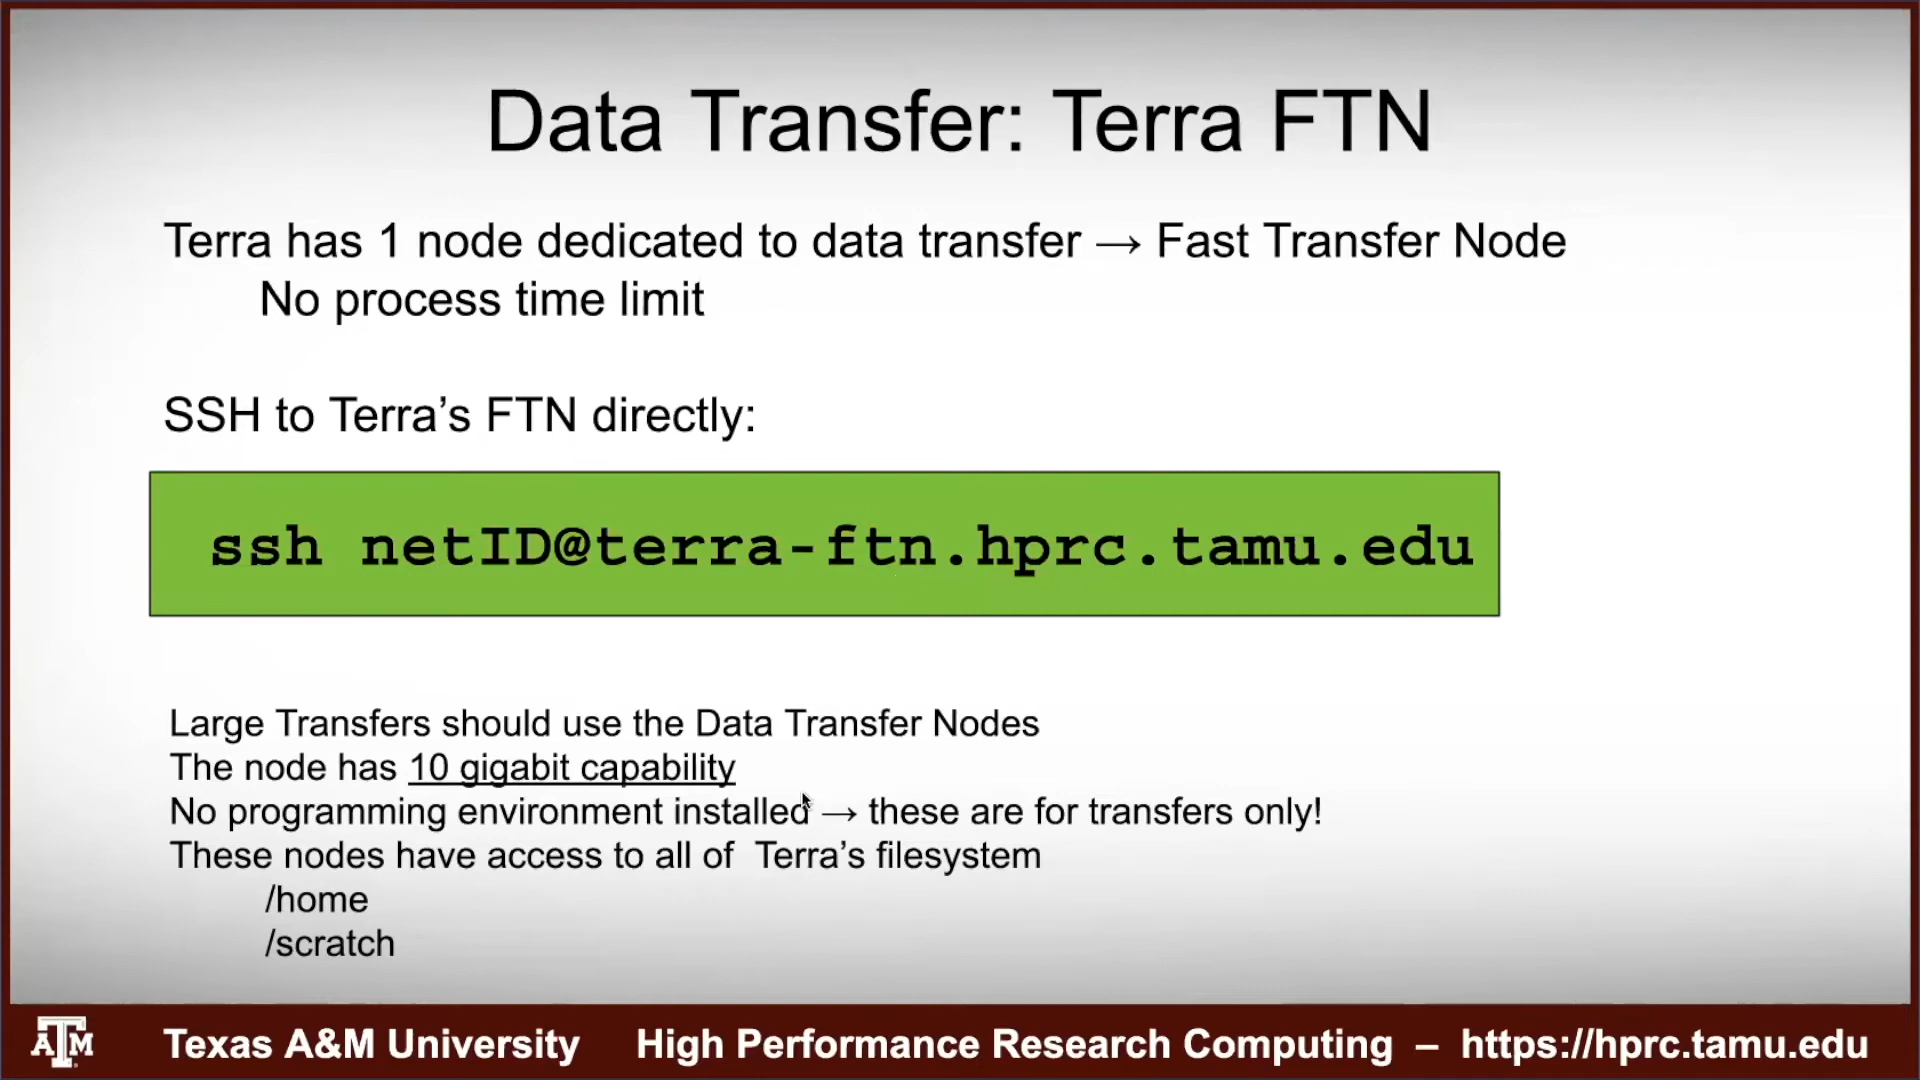 Data Transfer: Terra FTN
Terra has 1 node dedicated to data transfer → Fast Transfer Node
No process time limit
SSH to Terra’s FTN directly:
ssh netID@terra-ftn.hprc.tamu.edu
Large Transfers should use the Data Transfer Nodes
The node has 10 gigabit capability
No programming environment installed → these are for transfers only!
These nodes have access to all of Terra’s filesystem
/home
/scratch
ATM Texas A&M University High Performance Research Computing – https://hprc.tamu.edu